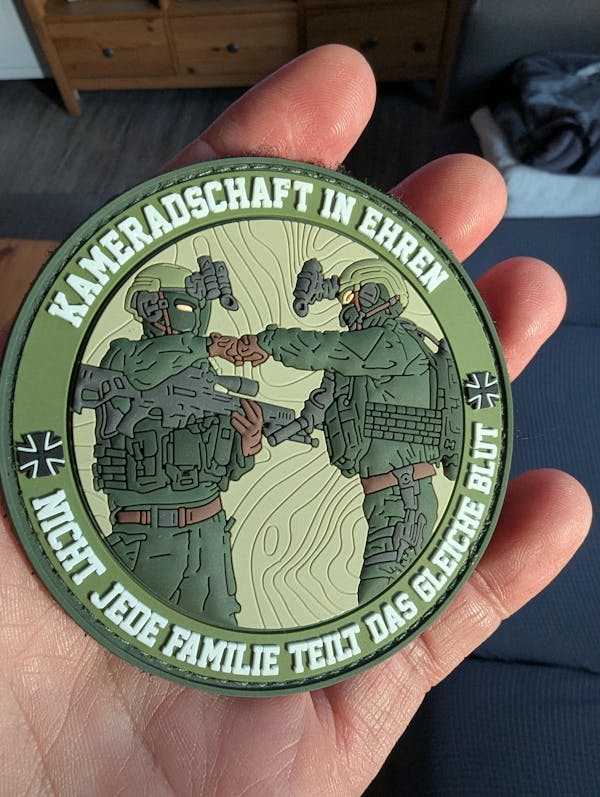 KAMERADSCHAFT IN EHREN
NICHT JEDE FAMILIE TEILT DAS GLEICHE BLUT